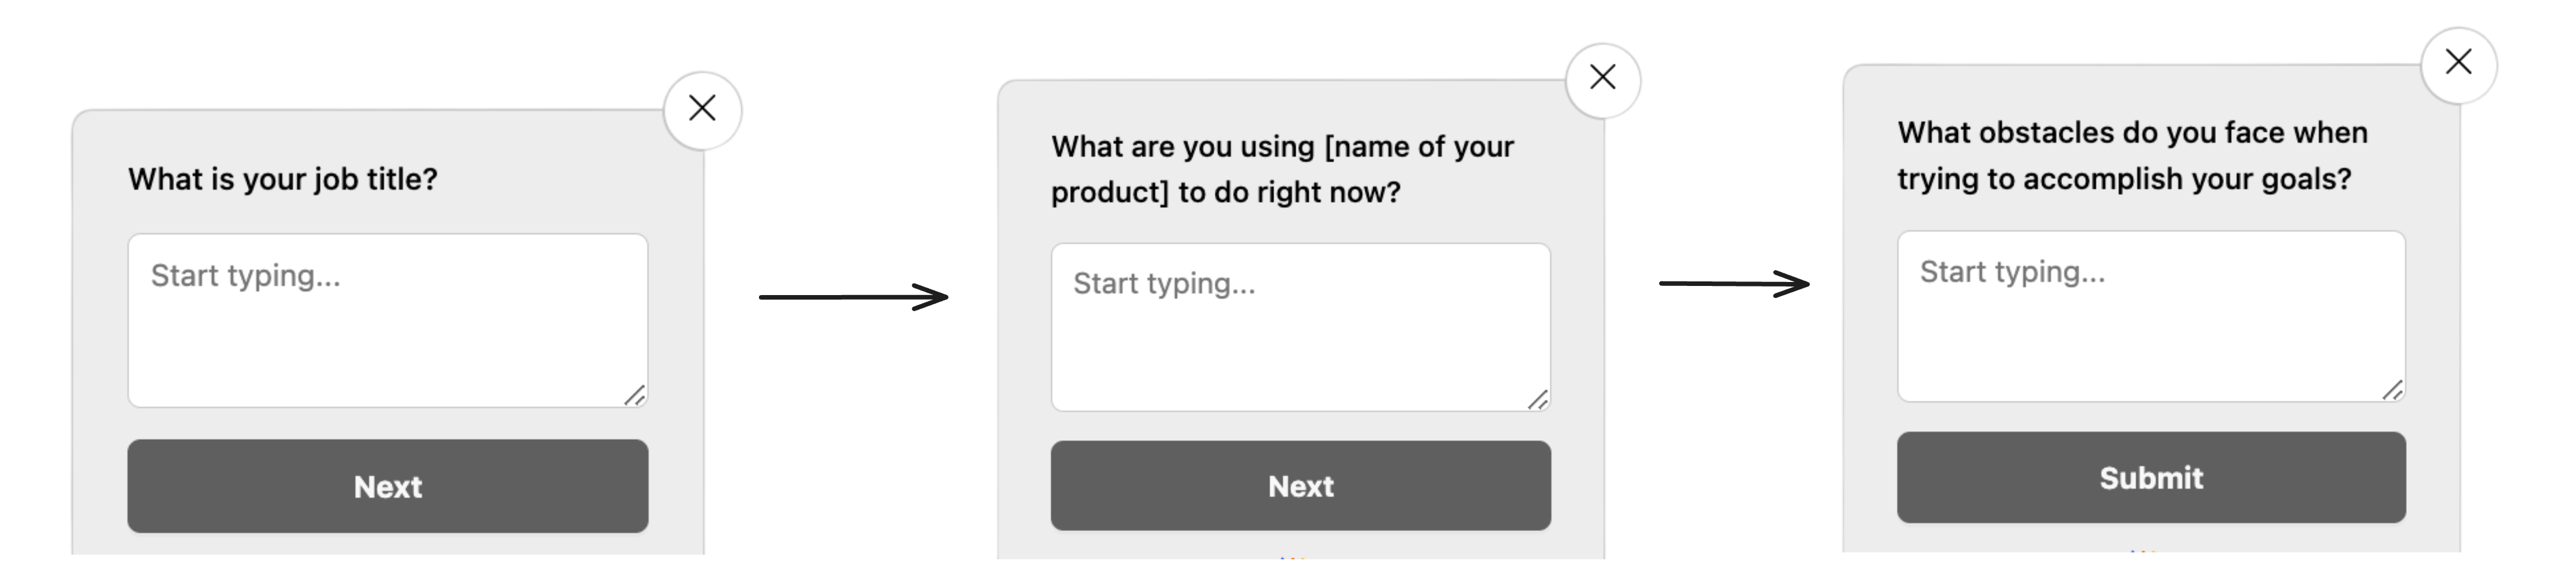 What is your job title?
Start typing...
Next
What are you using [name of your
product] to do right now?
Start typing...
Next
What obstacles do you face when
trying to accomplish your goals?
Start typing...
Submit